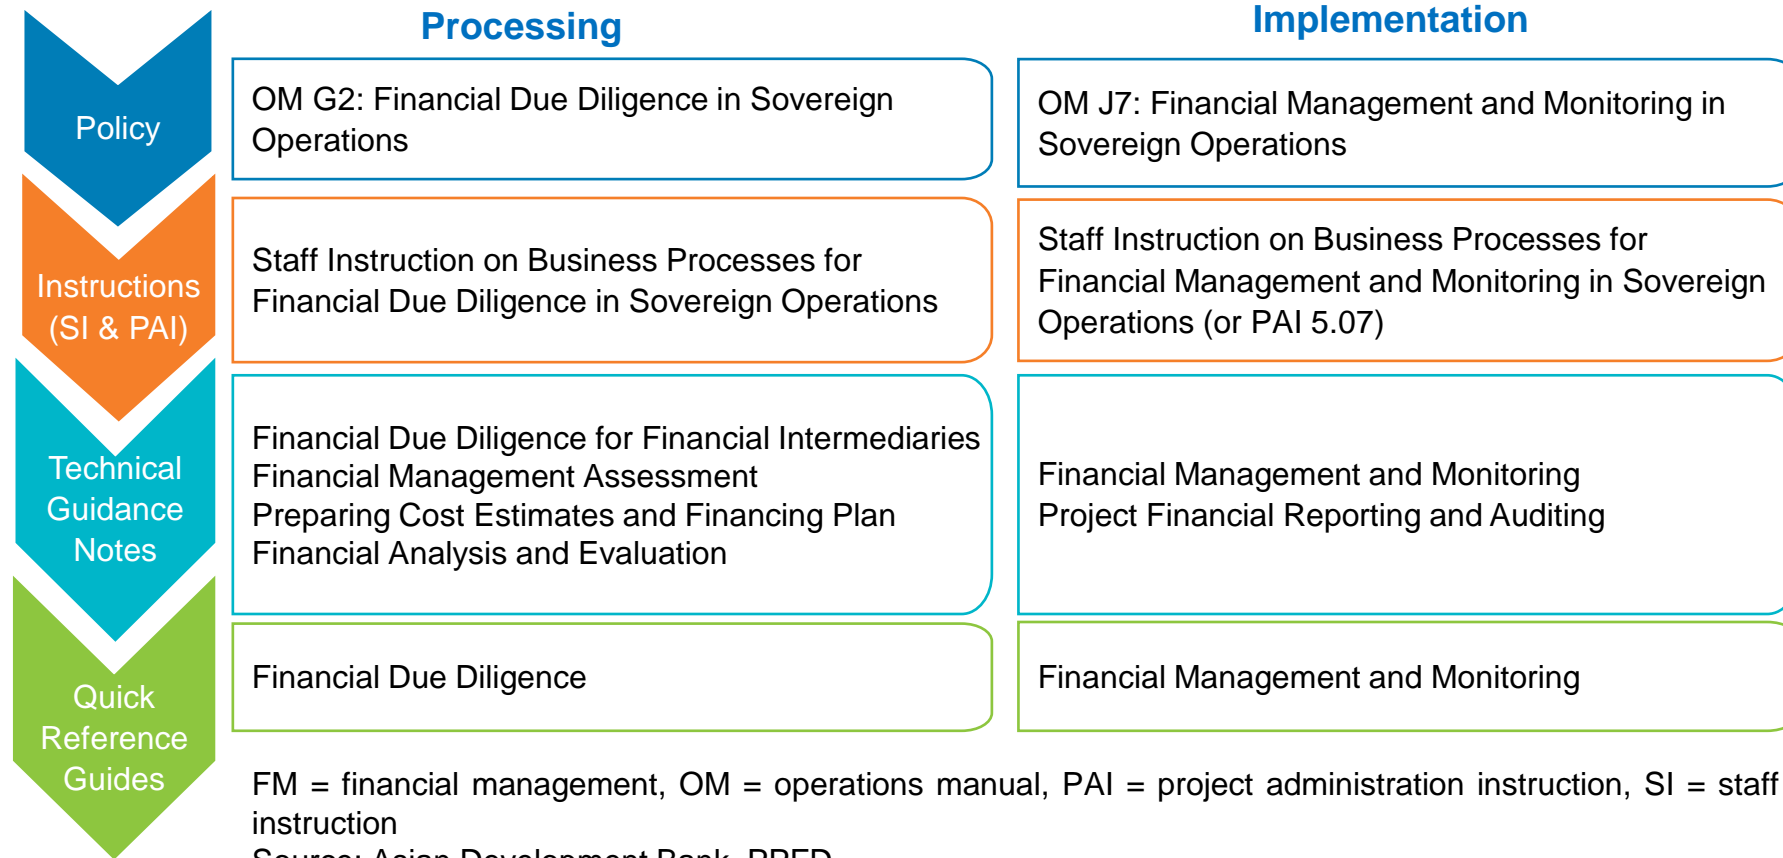 Processing
Implementation
Policy
OM G2: Financial Due Diligence in Sovereign
Operations
OM J7: Financial Management and Monitoring in
Sovereign Operations
Instructions
(SI & PAI)
Staff Instruction on Business Processes for
Financial Due Diligence in Sovereign Operations
Staff Instruction on Business Processes for
Financial Management and Monitoring in Sovereign
Operations (or PAI 5.07)
Technical
Guidance
Notes
Financial Due Diligence for Financial Intermediaries
Financial Management Assessment
Preparing Cost Estimates and Financing Plan
Financial Analysis and Evaluation
Financial Management and Monitoring
Project Financial Reporting and Auditing
Quick
Reference
Guides
Financial Due Diligence
Financial Management and Monitoring
FM = financial management, OM = operations manual, PAI = project administration instruction, SI = staff
instruction
Source: Asian Development Bank,